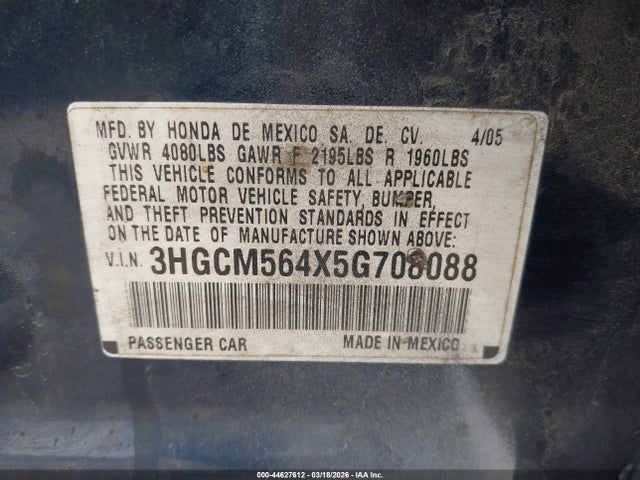 MFD. BY HONDA DE MEXICO SA. DE. CV. 4/05
GVWR 4080LBS GAWR F 2195LBS R 1960LBS
THIS VEHICLE CONFORMS TO ALL APPLICABLE
FEDERAL MOTOR VEHICLE SAFETY, BUMPER,
AND THEFT PREVENTION STANDARDS IN EFFECT
ON THE DATE OF MANUFACTURE SHOWN ABOVE:
V.I.N. 3HGCM564X5G708088
PASSENGER CAR MADE IN MEXICO
000-44627612 - 03/18/2026 - © IAA Inc.